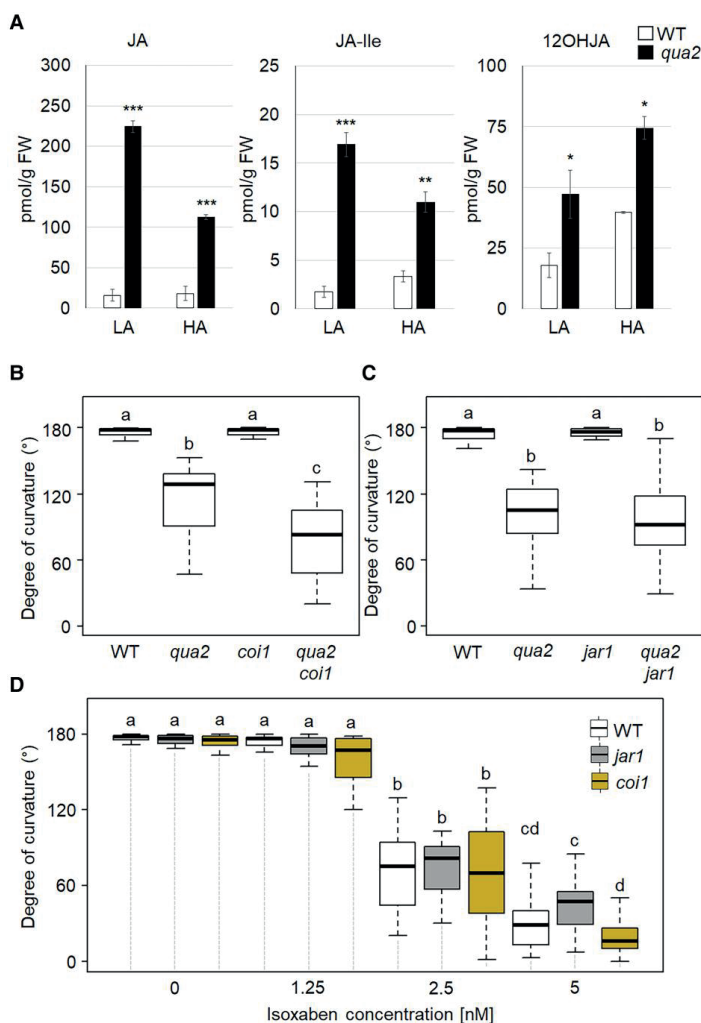 A
JA
JA-Ile
12OHJA
WT
qua2
pmol/g FW
300
250
200
150
100
50
0
***
***
LA
HA
pmol/g FW
25
20
15
10
5
0
***
**
LA
HA
pmol/g FW
100
75
50
25
0
*
*
LA
HA
B
Degree of curvature (°)
180
120
60
0
a
b
a
c
WT
qua2
coi1
qua2
coi1
C
Degree of curvature (°)
180
120
60
0
a
b
a
b
WT
qua2
jar1
qua2
jar1
D
Degree of curvature (°)
180
120
60
0
a a a a a a
b b b
cd c d
WT
jar1
coi1
0 1.25 2.5 5
Isoxaben concentration [nM]